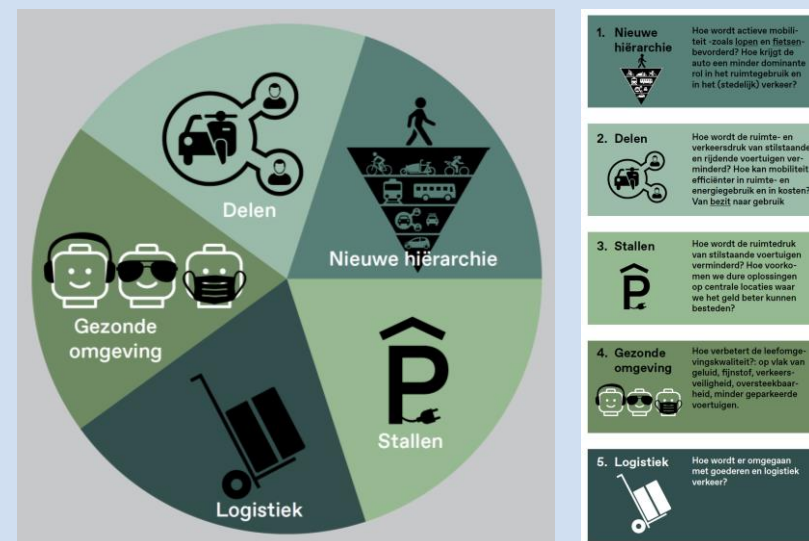 Delen
Nieuwe hiërarchie
Gezonde
omgeving
P
Stallen
Logistiek
1. Nieuwe
hiërarchie
Hoe wordt actieve mobili-
teit -zoals lopen en fietsen-
bevorderd? Hoe krijgt de
auto een minder dominante
rol in het ruimtegebruik en
in het (stedelijk) verkeer?
2. Delen
Hoe wordt de ruimte- en
verkeersdruk van stilstaande
en rijdende voertuigen ver-
minderd? Hoe kan mobiliteit
efficiënter in ruimte- en
energiegebruik en in kosten?
Van bezit naar gebruik
3. Stallen
P
Hoe wordt de ruimtedruk
van stilstaande voertuigen
verminderd? Hoe voorko-
men we dure oplossingen
op centrale locaties waar
we het geld beter kunnen
besteden?
4. Gezonde
omgeving
Hoe verbetert de leefomge-
vingskwaliteit?: op vlak van
geluid, fijnstof, verkeers-
veiligheid, oversteekbaar-
heid, minder geparkeerde
voertuigen.
5. Logistiek
Hoe wordt er omgegaan
met goederen en logistiek
verkeer?